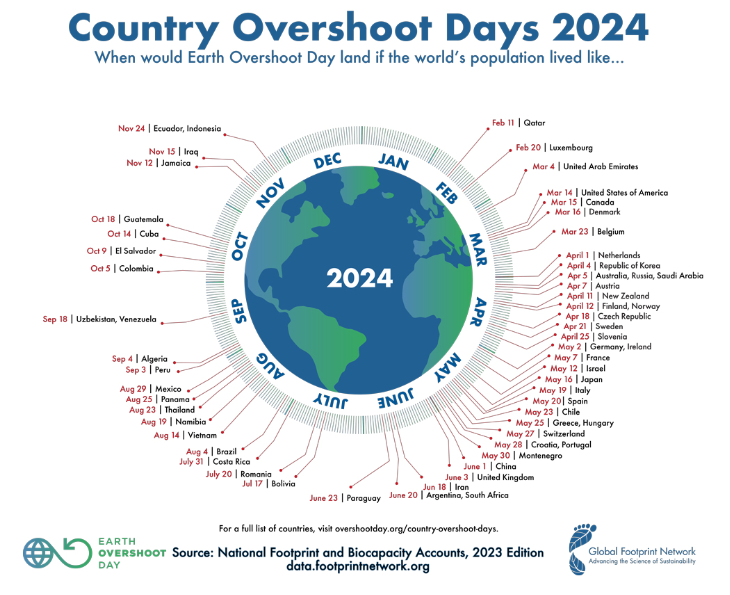 Country Overshoot Days 2024
When would Earth Overshoot Day land if the world's population lived like...
Feb 11 | Qatar
Feb 20 | Luxembourg
Mar 4 | United Arab Emirates
Mar 14 | United States of America
Mar 15 | Canada
Mar 16 | Denmark
Mar 23 | Belgium
April 1 | Netherlands
April 4 | Republic of Korea
Apr 5 | Australia, Russia, Saudi Arabia
Apr 7 | Austria
April 11 | New Zealand
April 12 | Finland, Norway
Apr 18 | Czech Republic
Apr 21 | Sweden
April 25 | Slovenia
May 2 | Germany, Ireland
May 7 | France
May 12 | Israel
May 16 | Japan
May 19 | Italy
May 20 | Spain
May 23 | Chile
May 25 | Greece, Hungary
May 27 | Switzerland
May 28 | Croatia, Portugal
May 30 | Montenegro
June 1 | China
June 3 | United Kingdom
Jun 18 | Iran
June 20 | Argentina, South Africa
June 23 | Paraguay
Jul 17 | Bolivia
July 20 | Romania
July 31 | Costa Rica
Aug 4 | Brazil
Aug 14 | Vietnam
Aug 19 | Namibia
Aug 23 | Thailand
Aug 25 | Panama
Aug 29 | Mexico
Sep 3 | Peru
Sep 4 | Algeria
Sep 18 | Uzbekistan, Venezuela
Oct 5 | Colombia
Oct 9 | El Salvador
Oct 14 | Cuba
Oct 18 | Guatemala
Nov 12 | Jamaica
Nov 15 | Iraq
Nov 24 | Ecuador, Indonesia
JAN
FEB
MAR
APR
MAY
JUNE
JULY
AUG
SEP
OCT
NOV
DEC
2024
For a full list of countries, visit overshootday.org/country-overshoot-days.
EARTH
OVERSHOOT
DAY
Source: National Footprint and Biocapacity Accounts, 2023 Edition
data.footprintnetwork.org
Global Footprint Network
Advancing the Science of Sustainability